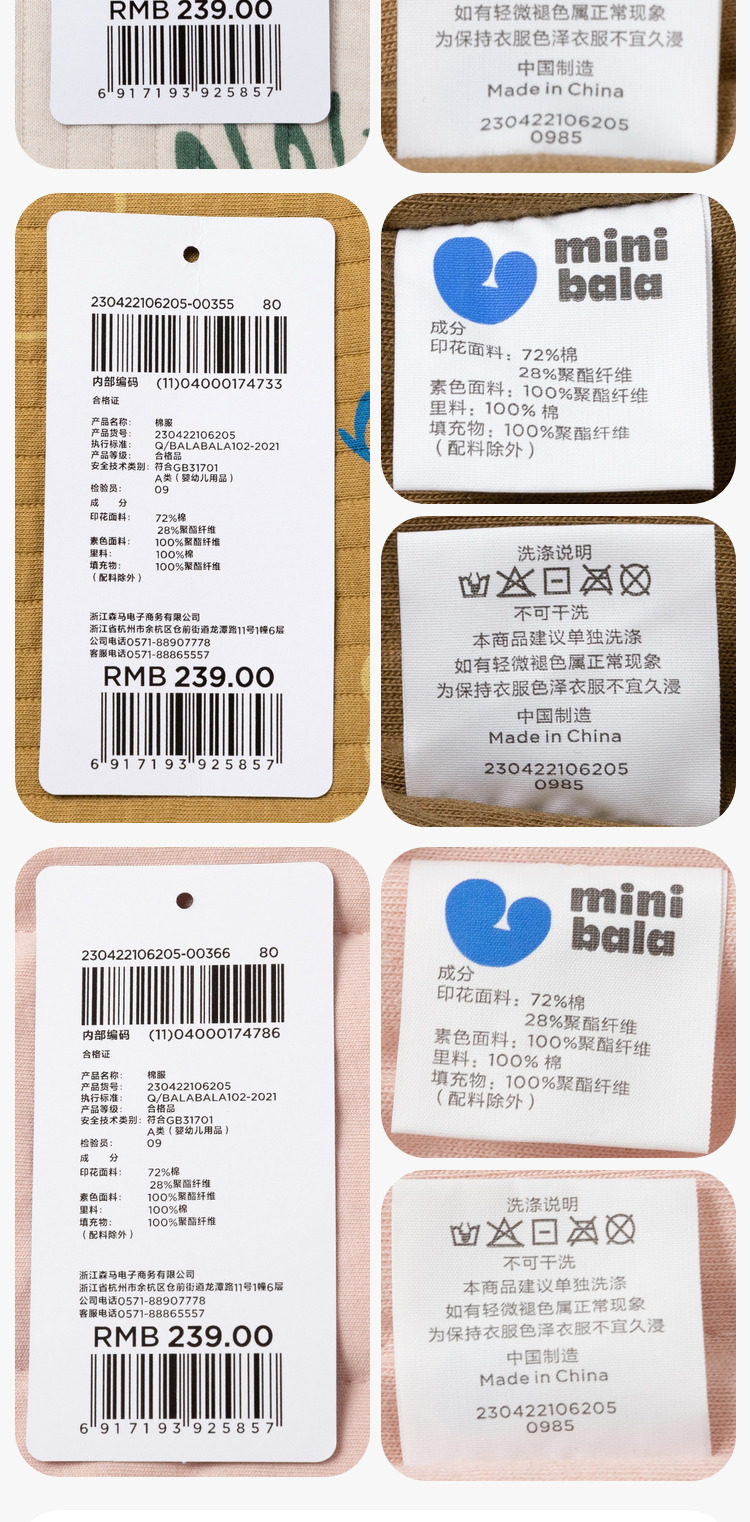 RMB 239.00
6 917193 925857
如有轻微褪色属正常现象
为保持衣服色泽衣服不宜久浸
中国制造
Made in China
230422106205
0985
230422106205-00355 80
内部编码 (11)04000174733
合格证
产品名称: 棉服
产品货号: 230422106205
执行标准: Q/BALABALA102-2021
产品等级: 合格品
安全技术类别: 符合GB31701
A类(婴幼儿用品)
检验员: 09
成 分
印花面料: 72%棉
28%聚酯纤维
素色面料: 100%聚酯纤维
里料: 100%棉
填充物: 100%聚酯纤维
(配料除外)
浙江森马电子商务有限公司
浙江省杭州市余杭区仓前街道龙潭路11号1幢6层
公司电话0571-88907778
客服电话0571-88865557
RMB 239.00
6 917193 925857
mini
bala
成分
印花面料: 72%棉
28%聚酯纤维
素色面料: 100%聚酯纤维
里料: 100% 棉
填充物: 100%聚酯纤维
(配料除外)
洗涤说明
不可干洗
本商品建议单独洗涤
如有轻微褪色属正常现象
为保持衣服色泽衣服不宜久浸
中国制造
Made in China
230422106205
0985
230422106205-00366 80
内部编码 (11)04000174786
合格证
产品名称: 棉服
产品货号: 230422106205
执行标准: Q/BALABALA102-2021
产品等级: 合格品
安全技术类别: 符合GB31701
A类(婴幼儿用品)
检验员: 09
成 分
印花面料: 72%棉
28%聚酯纤维
素色面料: 100%聚酯纤维
里料: 100%棉
填充物: 100%聚酯纤维
(配料除外)
浙江森马电子商务有限公司
浙江省杭州市余杭区仓前街道龙潭路11号1幢6层
公司电话0571-88907778
客服电话0571-88865557
RMB 239.00
6 917193 925857
mini
bala
成分
印花面料: 72%棉
28%聚酯纤维
素色面料: 100%聚酯纤维
里料: 100% 棉
填充物: 100%聚酯纤维
(配料除外)
洗涤说明
不可干洗
本商品建议单独洗涤
如有轻微褪色属正常现象
为保持衣服色泽衣服不宜久浸
中国制造
Made in China
230422106205
0985